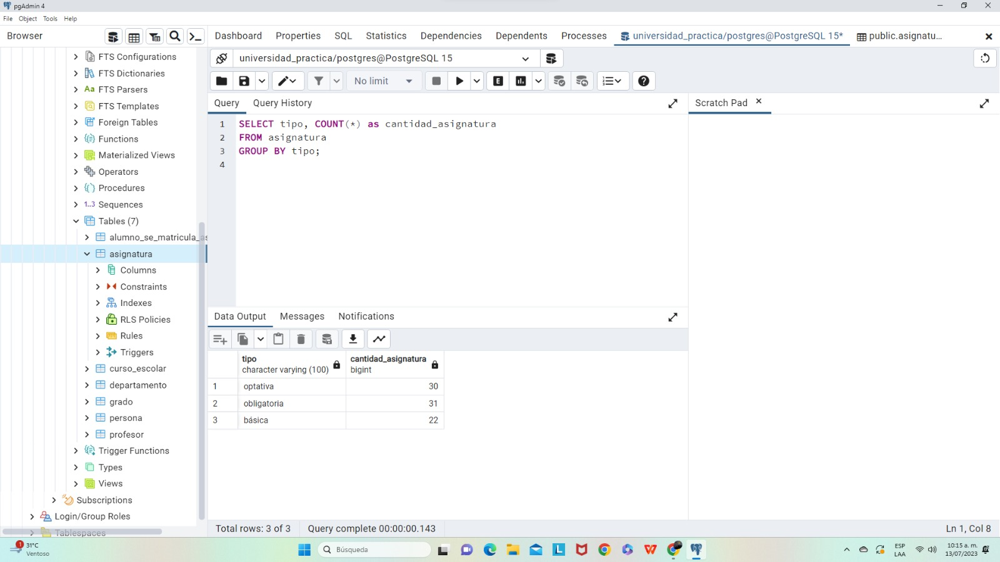 pgAdmin 4
File Object Tools Help
Browser
Dashboard Properties SQL Statistics Dependencies Dependents Processes universidad_practica/postgres@PostgreSQL 15* public.asignatu...
universidad_practica/postgres@PostgreSQL 15
No limit
E
Query Query History
Scratch Pad
1 SELECT tipo, COUNT(*) as cantidad_asignatura
2 FROM asignatura
3 GROUP BY tipo;
4
FTS Configurations
FTS Dictionaries
Aa FTS Parsers
FTS Templates
Foreign Tables
Functions
Materialized Views
Operators
Procedures
1..3 Sequences
Tables (7)
alumno_se_matricula_as
asignatura
Columns
Constraints
Indexes
RLS Policies
Rules
Triggers
curso_escolar
departamento
grado
persona
profesor
Trigger Functions
Types
Views
Subscriptions
Login/Group Roles
Tablespaces
Data Output Messages Notifications
tipo cantidad_asignatura
character varying (100) bigint
1 optativa 30
2 obligatoria 31
3 básica 22
Total rows: 3 of 3 Query complete 00:00:00.143 Ln 1, Col 8
1
31°C
Ventoso
Búsqueda
ESP
LAA
10:15 a. m.
13/07/2023